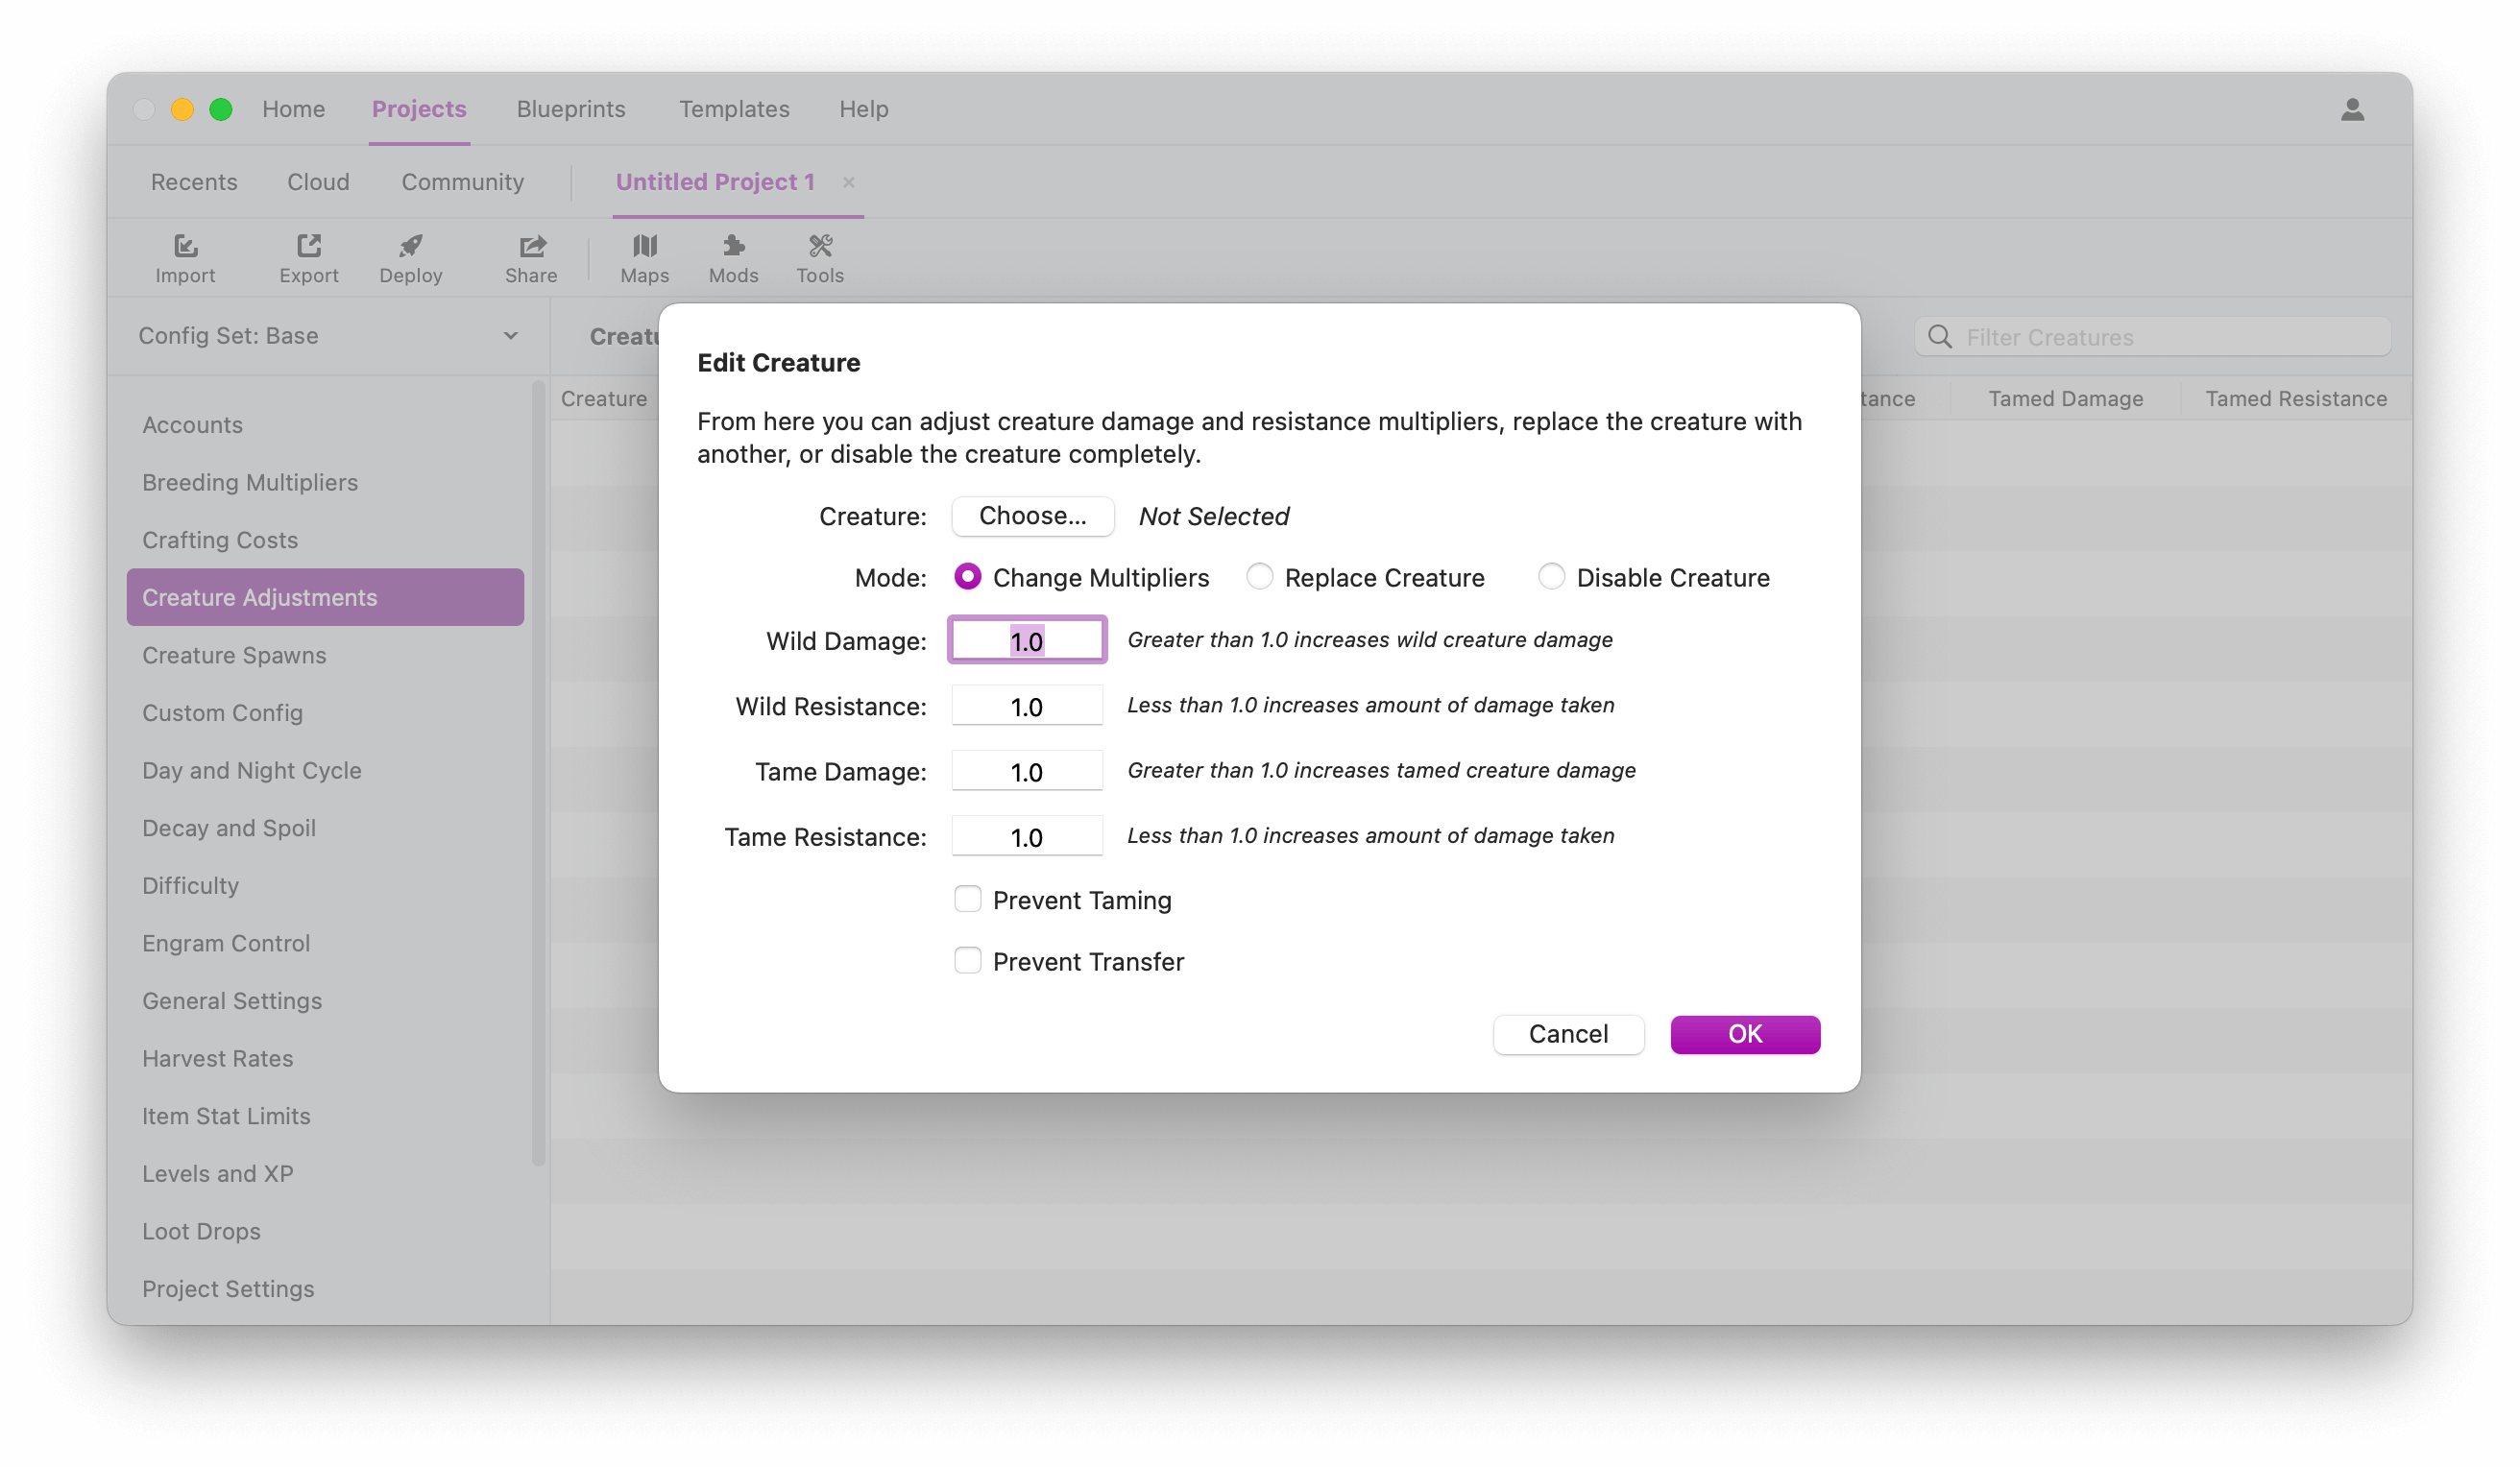 Home Projects Blueprints Templates Help
Recents Cloud Community Untitled Project 1 ×
Import Export Deploy Share Maps Mods Tools
Config Set: Base
Filter Creatures
Creature
Tamed Damage Tamed Resistance
Accounts
Breeding Multipliers
Crafting Costs
Creature Adjustments
Creature Spawns
Custom Config
Day and Night Cycle
Decay and Spoil
Difficulty
Engram Control
General Settings
Harvest Rates
Item Stat Limits
Levels and XP
Loot Drops
Project Settings
Edit Creature
From here you can adjust creature damage and resistance multipliers, replace the creature with
another, or disable the creature completely.
Creature: Choose... Not Selected
Mode: Change Multipliers Replace Creature Disable Creature
Wild Damage: 1.0 Greater than 1.0 increases wild creature damage
Wild Resistance: 1.0 Less than 1.0 increases amount of damage taken
Tame Damage: 1.0 Greater than 1.0 increases tamed creature damage
Tame Resistance: 1.0 Less than 1.0 increases amount of damage taken
Prevent Taming
Prevent Transfer
Cancel OK